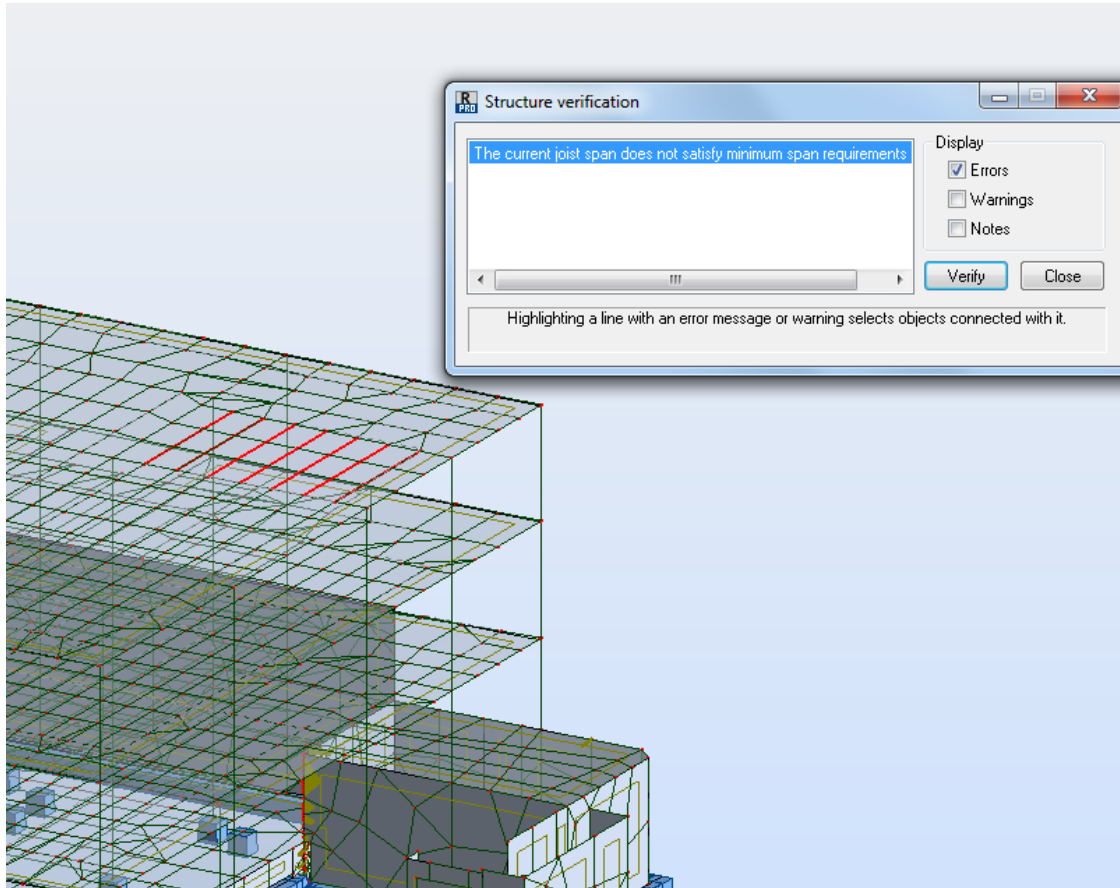 R PRO Structure verification
The current joist span does not satisfy minimum span requirements
Display
Errors
Warnings
Notes
Verify Close
Highlighting a line with an error message or warning selects objects connected with it.